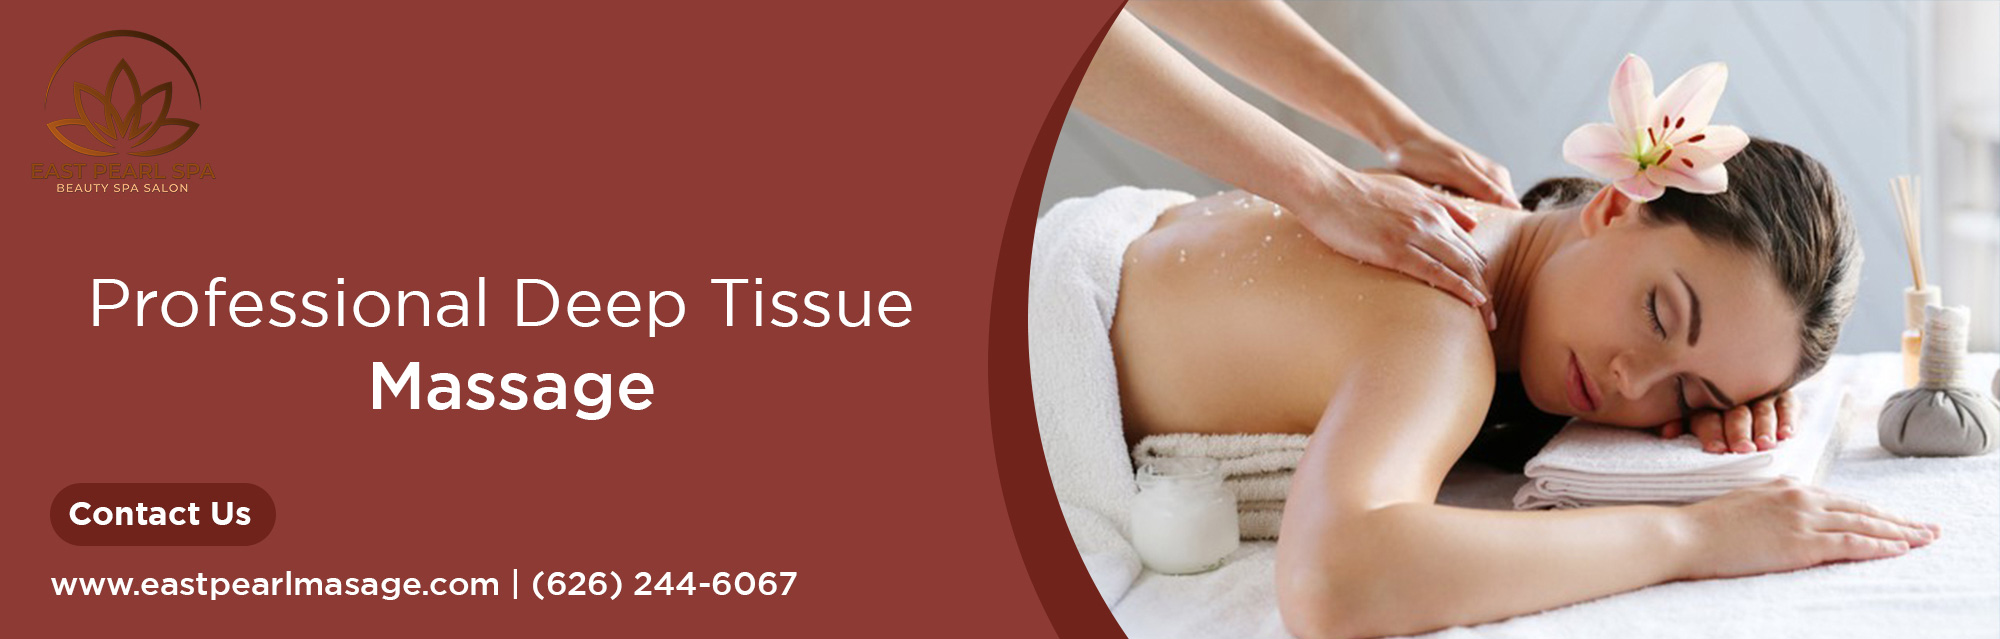 EAST PEARL SPA
BEAUTY SPA SALON
Professional Deep Tissue
Massage
Contact Us
www.eastpearlmasage.com | (626) 244-6067